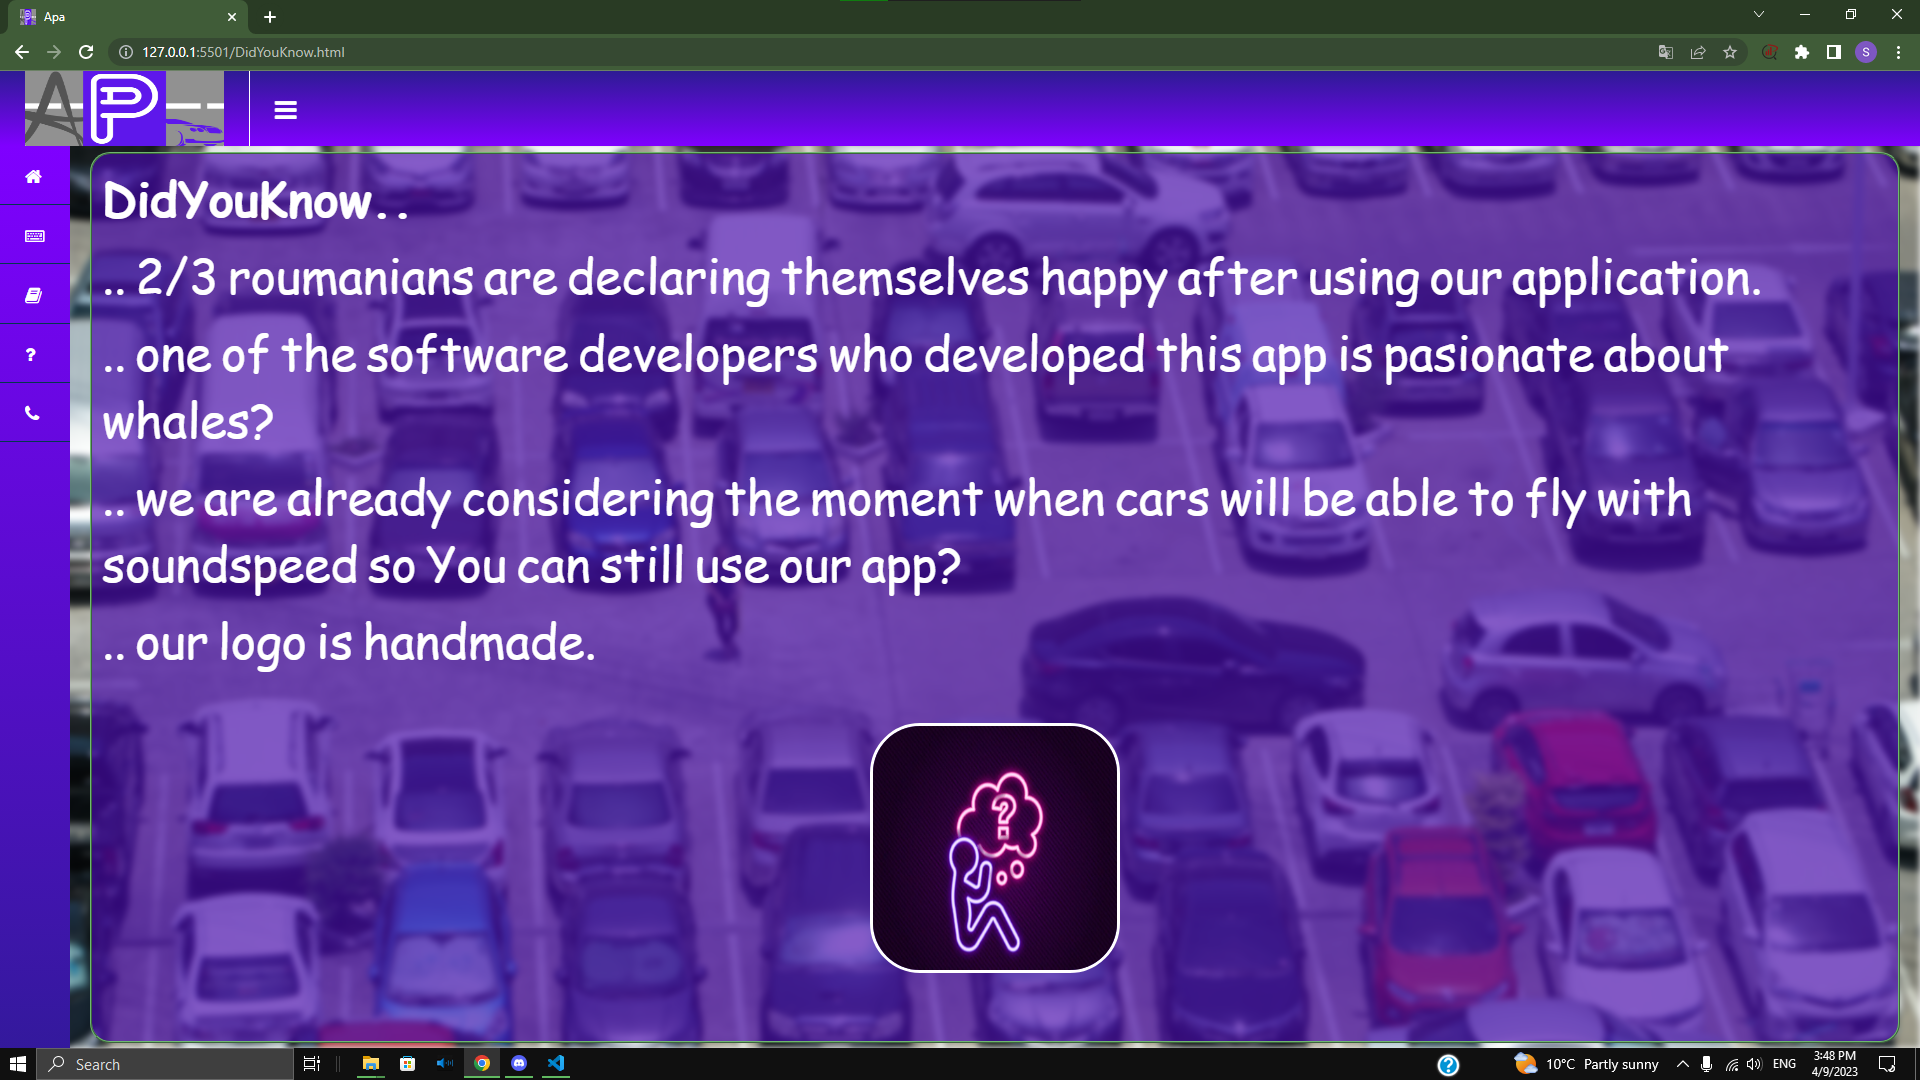 Apa
127.0.0.1:5501/DidYouKnow.html
S
AP
DidYouKnow..
.. 2/3 roumanians are declaring themselves happy after using our application.
.. one of the software developers who developed this app is pasionate about
whales?
.. we are already considering the moment when cars will be able to fly with
soundspeed so You can still use our app?
.. our logo is handmade.
?
Search
10°C Partly sunny
ENG
3:48 PM
4/9/2023